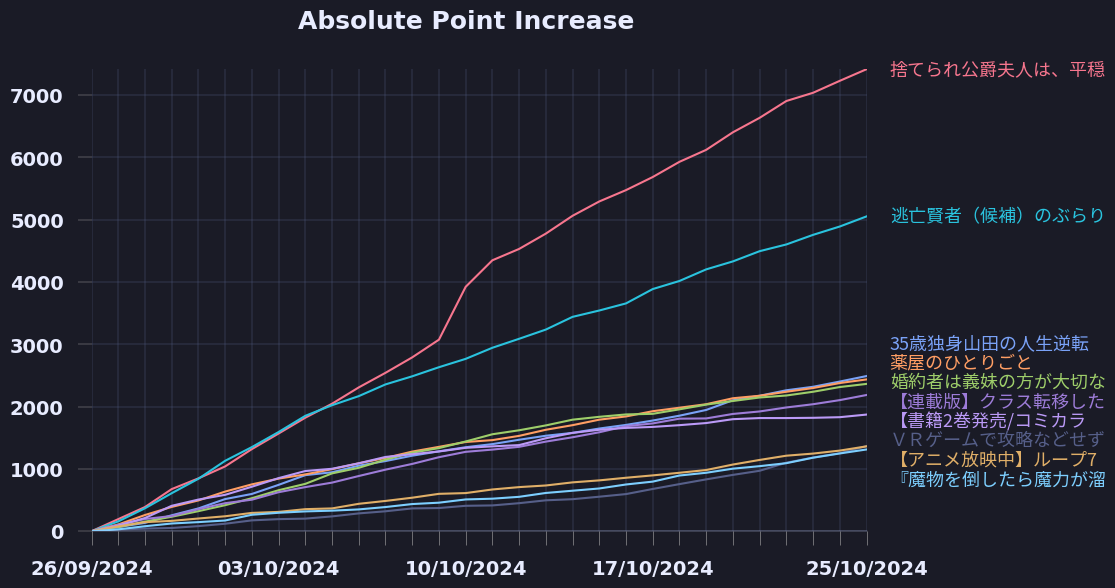 Absolute Point Increase
7000
6000
5000
4000
3000
2000
1000
0
26/09/2024
03/10/2024
10/10/2024
17/10/2024
25/10/2024
捨てられ公爵夫人は、平穏
逃亡賢者（候補）のぶらり
35歳独身山田の人生逆転
薬屋のひとりごと
婚約者は義妹の方が大切な
【連載版】クラス転移した
【書籍2巻発売/コミカラ
ＶＲゲームで攻略などせず
【アニメ放映中】ループ7
『魔物を倒したら魔力が溜